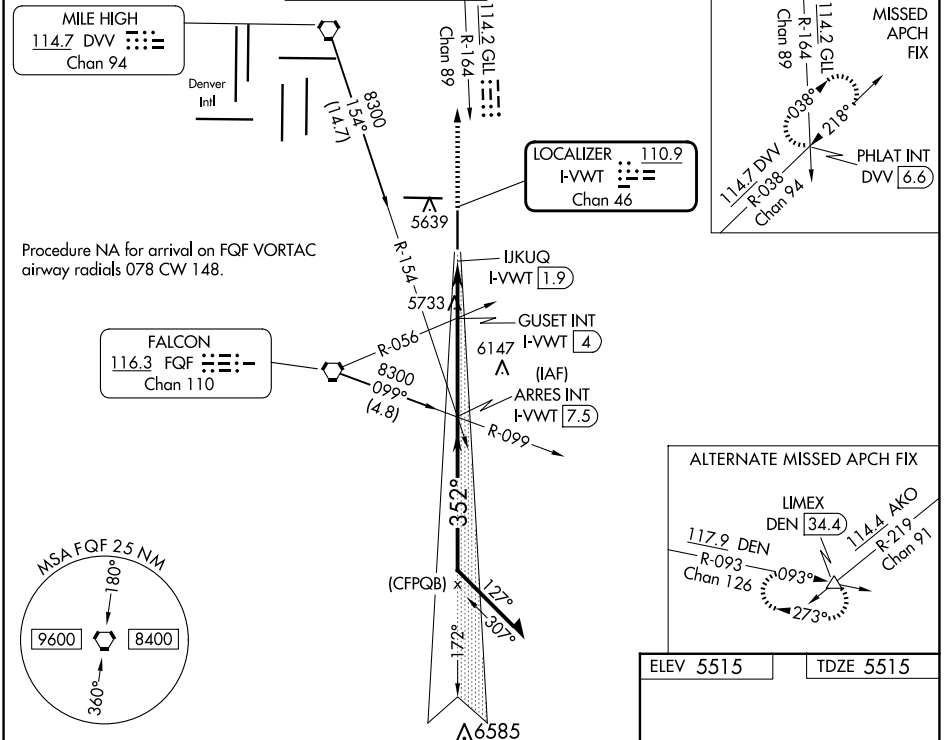 MILE HIGH
114.7 DVV
Chan 94
Denver
Intl
8300
154°
(14.7)
114.2 GLL
R-164
Chan 89
MISSED
APCH
FIX
114.2 GLL
R-164
Chan 89
038°
218°
PHLAT INT
DVV 6.6
114.7 DVV
R-038
Chan 94
LOCALIZER 110.9
I-VWT
Chan 46
5639
Procedure NA for arrival on FQF VORTAC
airway radials 078 CW 148.
R-154
IJKUQ
I-VWT 1.9
5733
GUSET INT
I-VWT 4
FALCON
116.3 FQF
Chan 110
R-056
6147
8300
099°
(4.8)
(IAF)
ARRES INT
I-VWT 7.5
R-099
352°
ALTERNATE MISSED APCH FIX
LIMEX
DEN 34.4
114.4 AKO
R-219
Chan 91
117.9 DEN
R-093
Chan 126
093°
273°
MSA FQF 25 NM
180°
9600
8400
360°
(CFPQB)
127°
307°
172°
6585
ELEV 5515
TDZE 5515